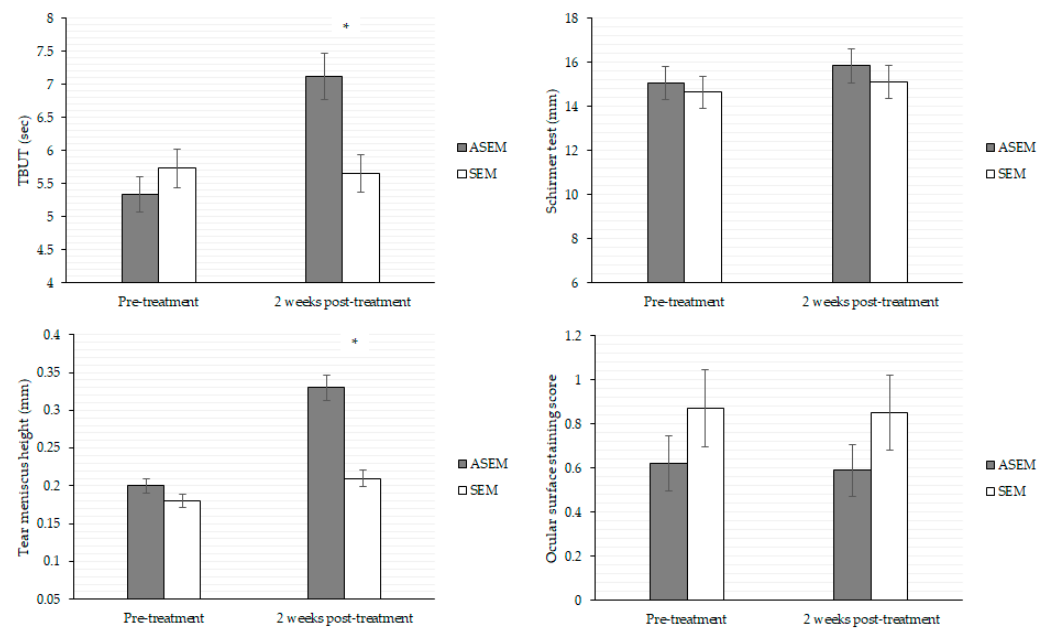 TBUT (sec)
8
7.5
7
6.5
6
5.5
5
4.5
4
*
Pre-treatment
2 weeks post-treatment
ASEM
SEM
Schirmer test (mm)
18
16
14
12
10
8
6
Pre-treatment
2 weeks post-treatment
ASEM
SEM
Tear meniscus height (mm)
0.4
0.35
0.3
0.25
0.2
0.15
0.1
0.05
*
Pre-treatment
2 weeks post-treatment
ASEM
SEM
Ocular surface staining score
1.2
1
0.8
0.6
0.4
0.2
0
Pre-treatment
2 weeks post-treatment
ASEM
SEM